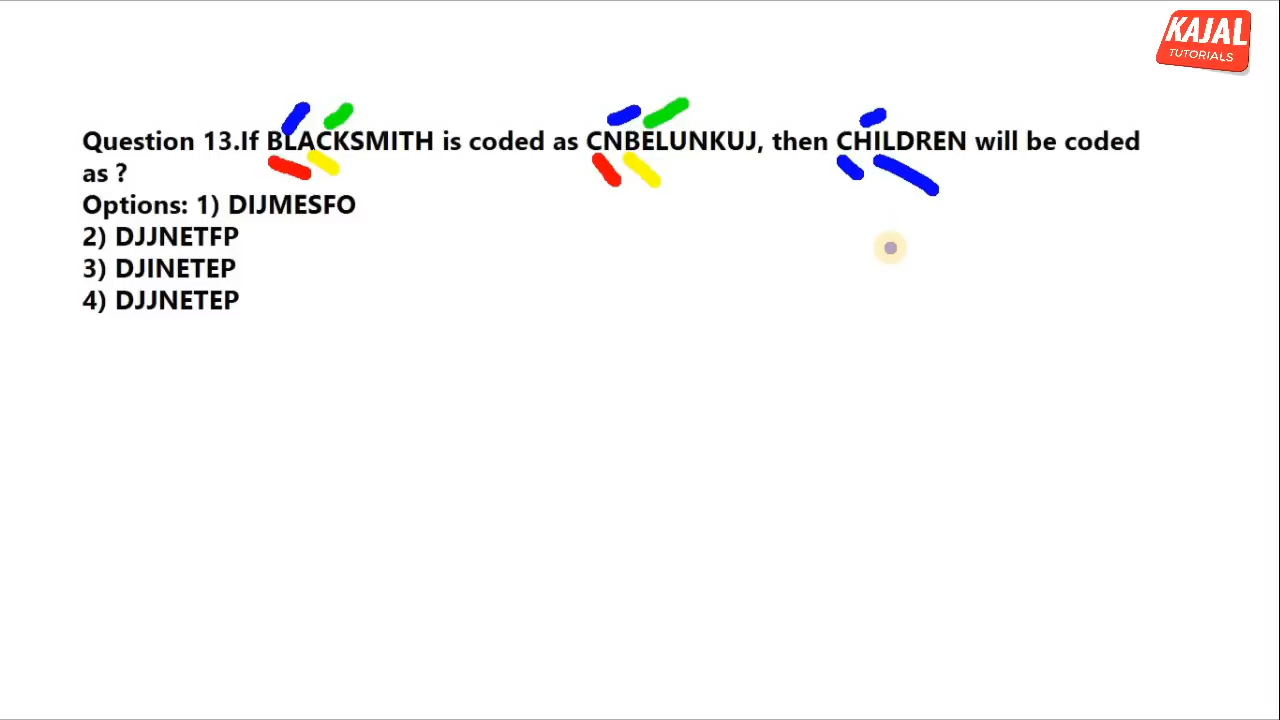 KAJAL
TUTORIALS
Question 13.If BLACKSMITH is coded as CNBELUNKUJ, then CHILDREN will be coded
as ?
Options: 1) DIJMESFO
2) DJJNETFP
3) DJINETEP
4) DJJNETEP